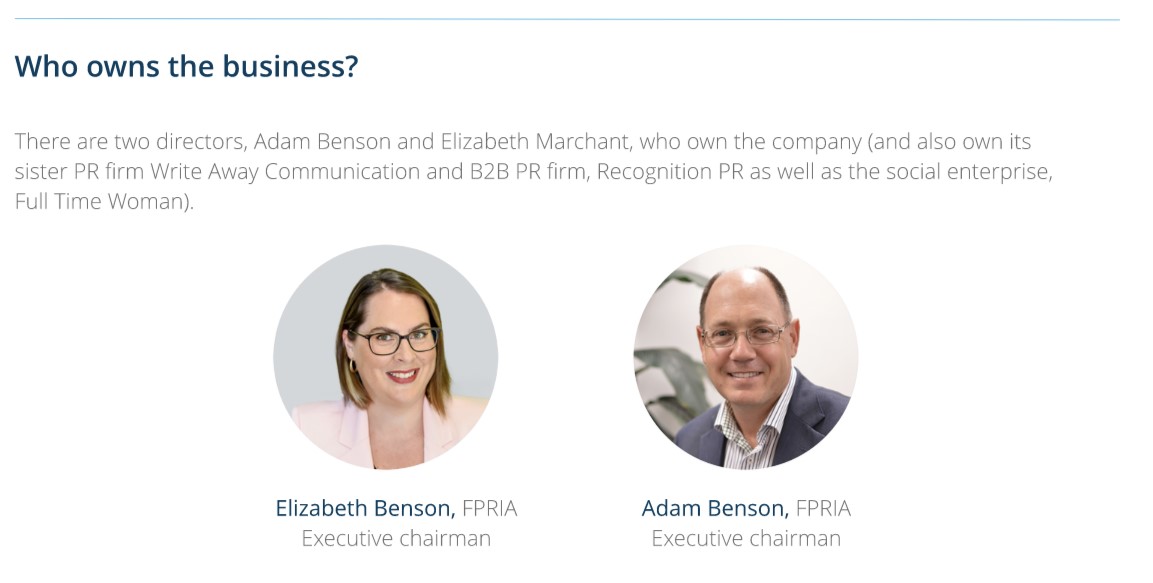 Who owns the business?
There are two directors, Adam Benson and Elizabeth Marchant, who own the company (and also own its
sister PR firm Write Away Communication and B2B PR firm, Recognition PR as well as the social enterprise,
Full Time Woman).
Elizabeth Benson, FPRIA
Executive chairman
Adam Benson, FPRIA
Executive chairman